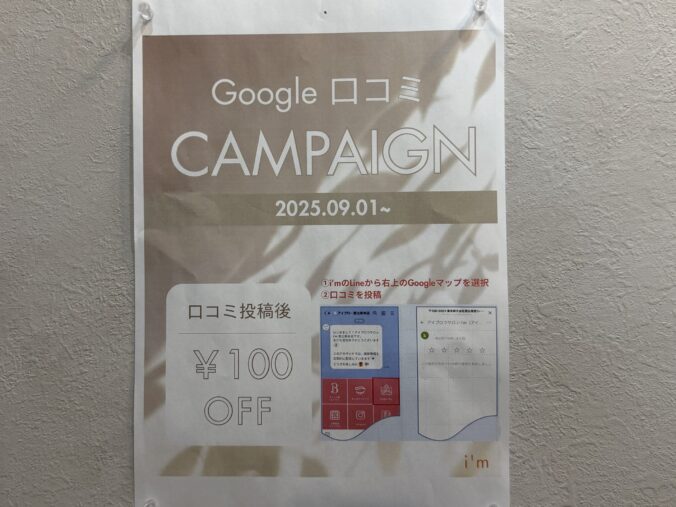 Google 口コミ
CAMPAIGN
2025.09.01~
口コミ投稿後
¥100
OFF
①i'mのLineから右上のGoogleマップを選択
②口コミを投稿
i'm